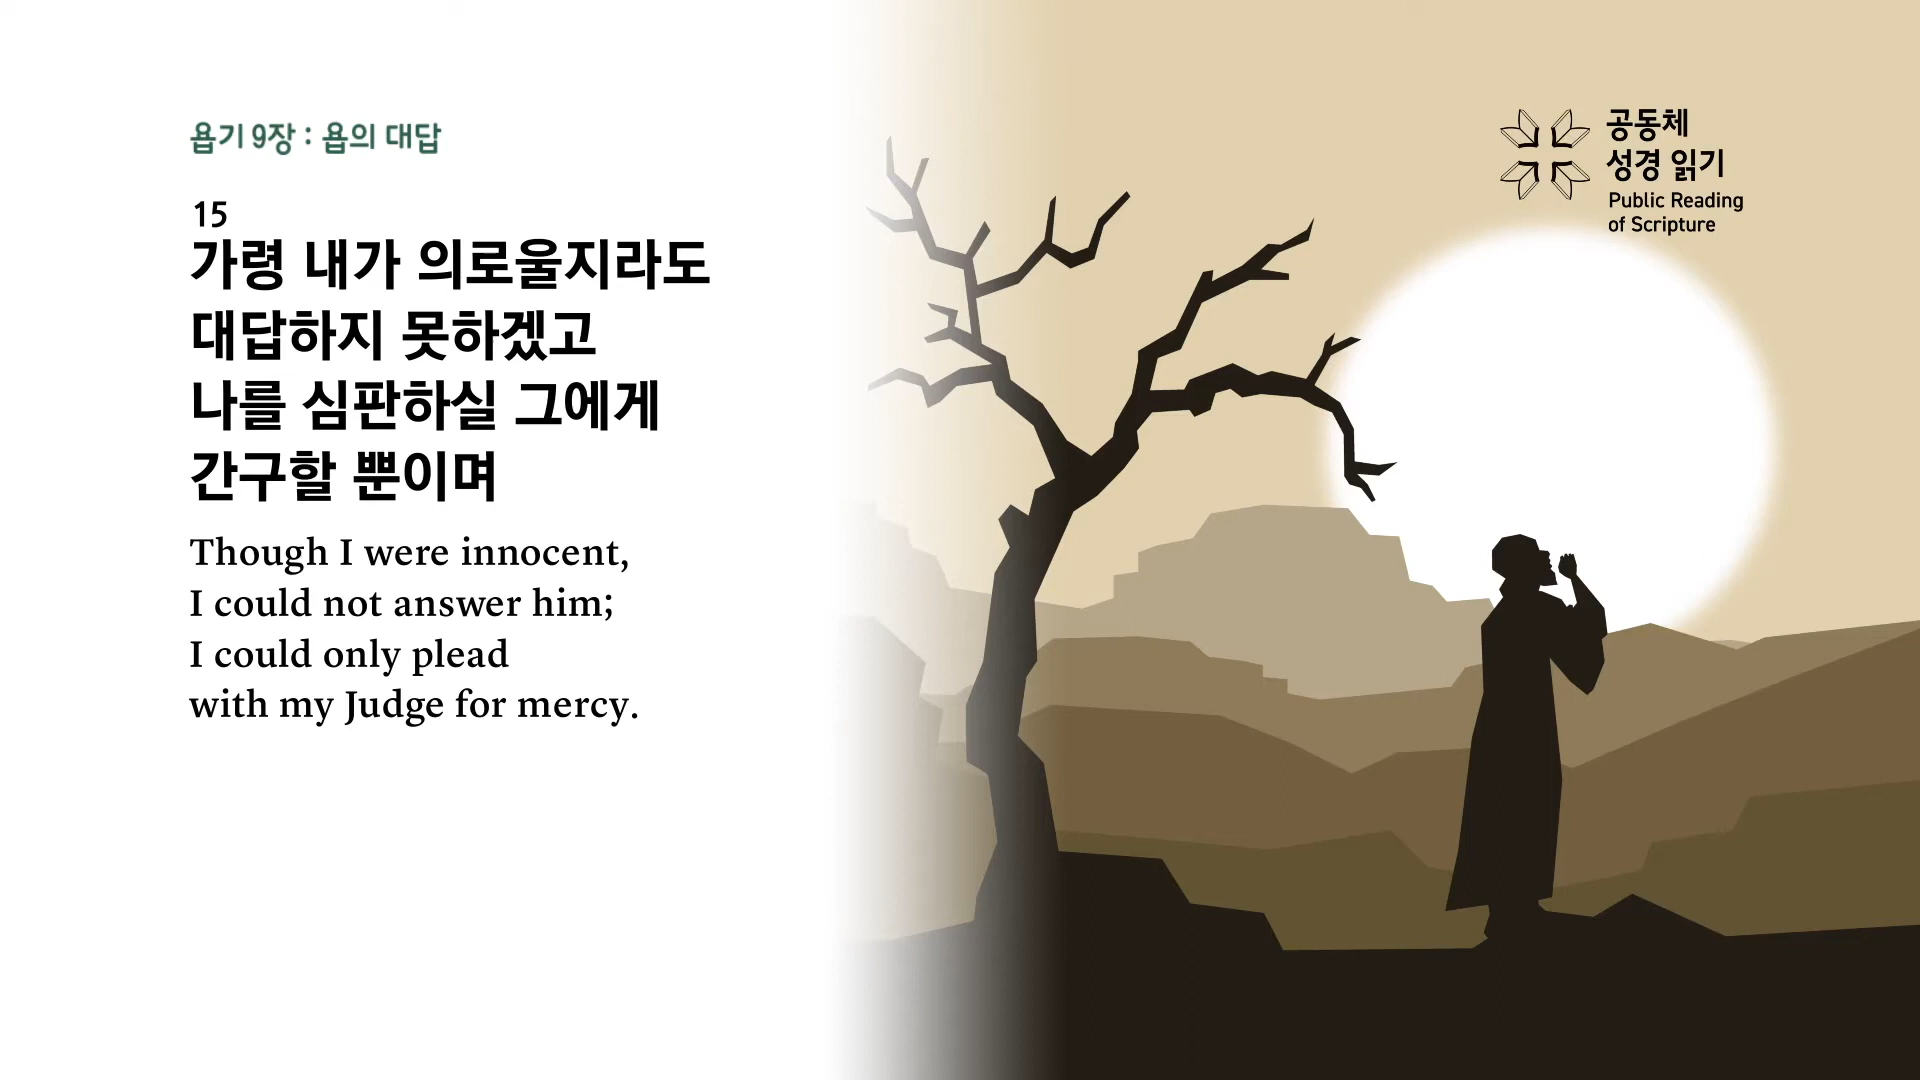 욥기 9장 : 욥의 대답
15
가령 내가 의로울지라도
대답하지 못하겠고
나를 심판하실 그에게
간구할 뿐이며
Though I were innocent,
I could not answer him;
I could only plead
with my Judge for mercy.
공동체
성경 읽기
Public Reading
of Scripture